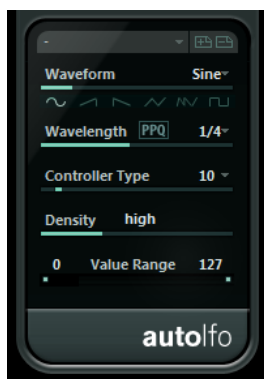 -
Waveform Sine
Wavelength PPQ 1/4
Controller Type 10
Density high
0 Value Range 127
autolfo